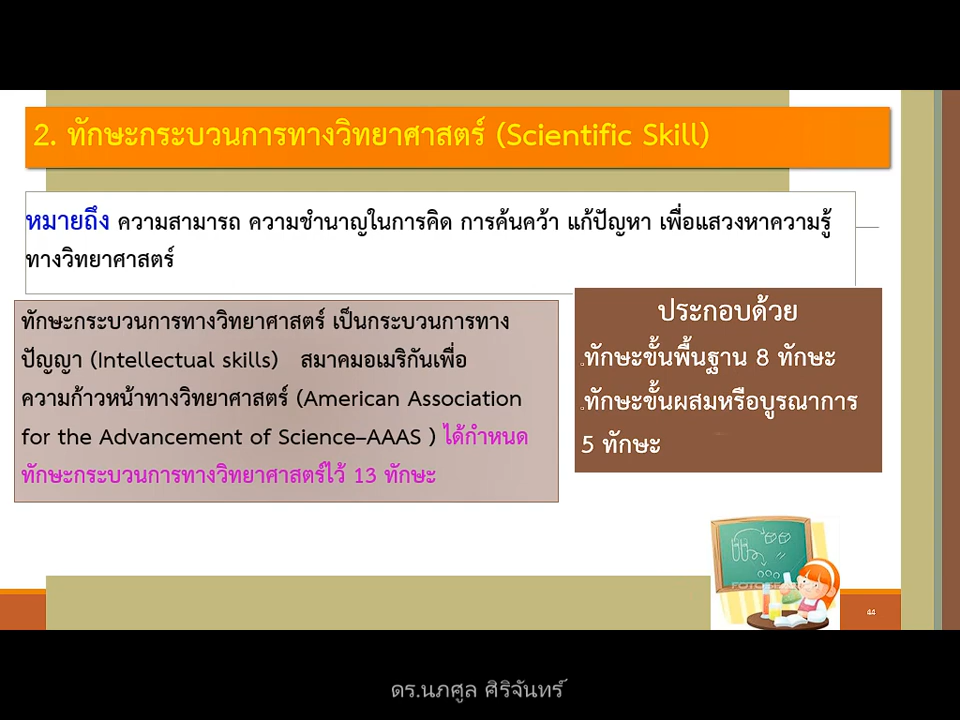 2. ทักษะกระบวนการทางวิทยาศาสตร์ (Scientific Skill)
หมายถึง ความสามารถ ความชำนาญในการคิด การค้นคว้า แก้ปัญหา เพื่อแสวงหาความรู้
ทางวิทยาศาสตร์
ทักษะกระบวนการทางวิทยาศาสตร์ เป็นกระบวนการทาง
ปัญญา (Intellectual skills) สมาคมอเมริกันเพื่อ
ความก้าวหน้าทางวิทยาศาสตร์ (American Association
for the Advancement of Science–AAAS ) ได้กำหนด
ทักษะกระบวนการทางวิทยาศาสตร์ไว้ 13 ทักษะ
ประกอบด้วย
ทักษะขั้นพื้นฐาน 8 ทักษะ
ทักษะขั้นผสมหรือบูรณาการ
5 ทักษะ
44
ดร.นภศูล ศิริจันทร์